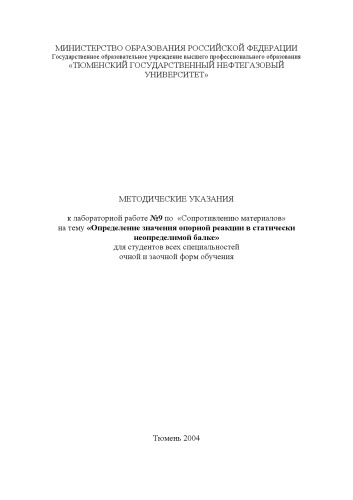 МИНИСТЕРСТВО ОБРАЗОВАНИЯ РОССИЙСКОЙ ФЕДЕРАЦИИ
Государственное образовательное учреждение высшего профессионального образования
«ТЮМЕНСКИЙ ГОСУДАРСТВЕННЫЙ НЕФТЕГАЗОВЫЙ
УНИВЕРСИТЕТ»
МЕТОДИЧЕСКИЕ УКАЗАНИЯ
к лабораторной работе №9 по «Сопротивлению материалов»
на тему «Определение значения опорной реакции в статически
неопределимой балке»
для студентов всех специальностей
очной и заочной форм обучения
Тюмень 2004